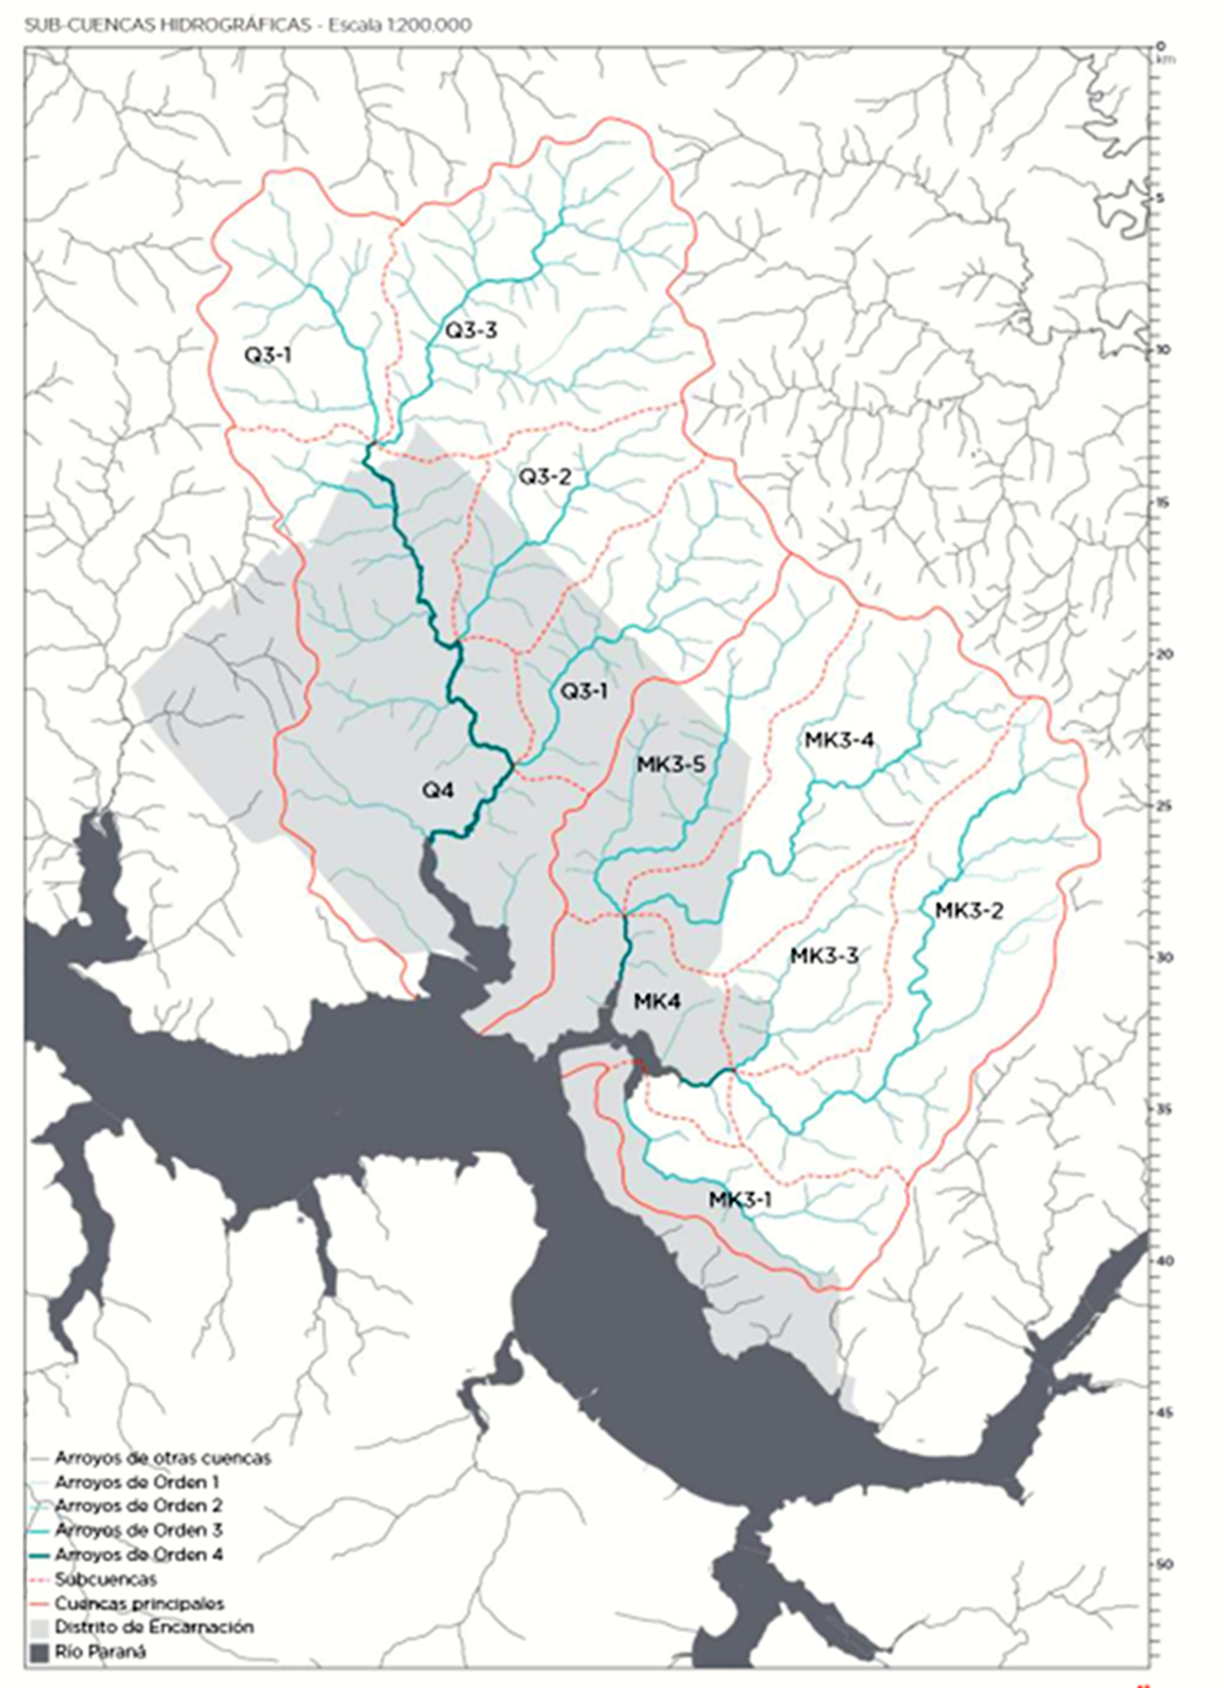 SUB-CUENCAS HIDROGRÁFICAS - Escala 1:200.000
0
km
5
Q3-3
10
Q3-1
Q3-2
15
20
Q3-1
MK3-4
MK3-5
Q4
25
MK3-2
MK3-3
30
MK4
35
MK3-1
40
45
Arroyos de otras cuencas
Arroyos de Orden 1
Arroyos de Orden 2
Arroyos de Orden 3
Arroyos de Orden 4
50
Subcuencas
Cuencas principales
Distrito de Encarnación
Río Paraná